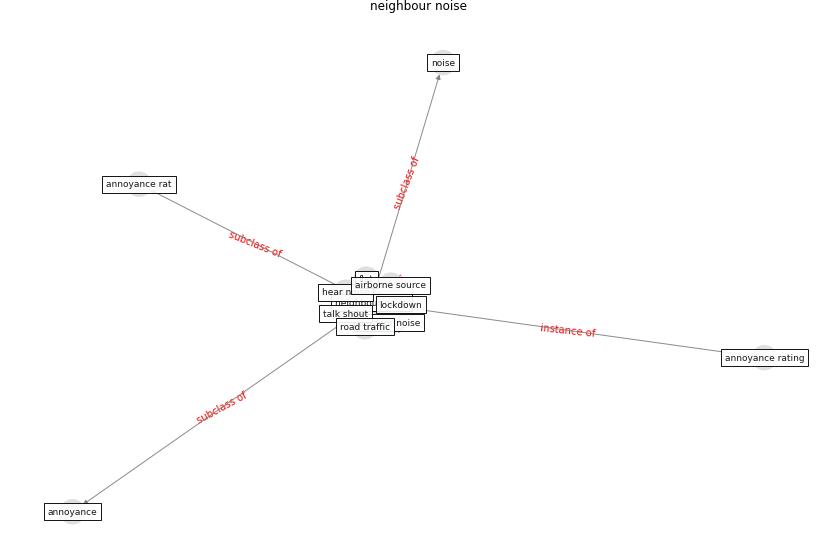 neighbour noise
noise
subclass of
annoyance rat
subclass of
airborne source
hear
lockdown
talk shout
noise
road traffic
instance of
annoyance rating
subclass of
annoyance